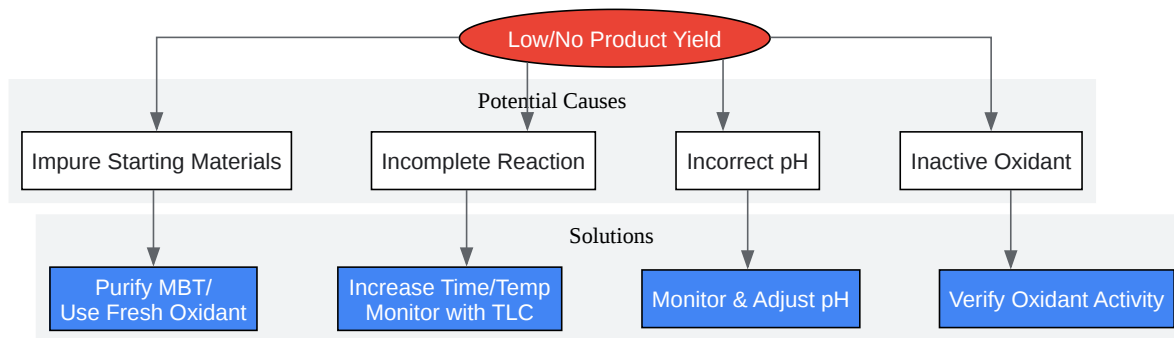 Low/No Product Yield
Potential Causes
Impure Starting Materials
Incomplete Reaction
Incorrect pH
Inactive Oxidant
Solutions
Purify MBT/
Use Fresh Oxidant
Increase Time/Temp
Monitor with TLC
Monitor & Adjust pH
Verify Oxidant Activity